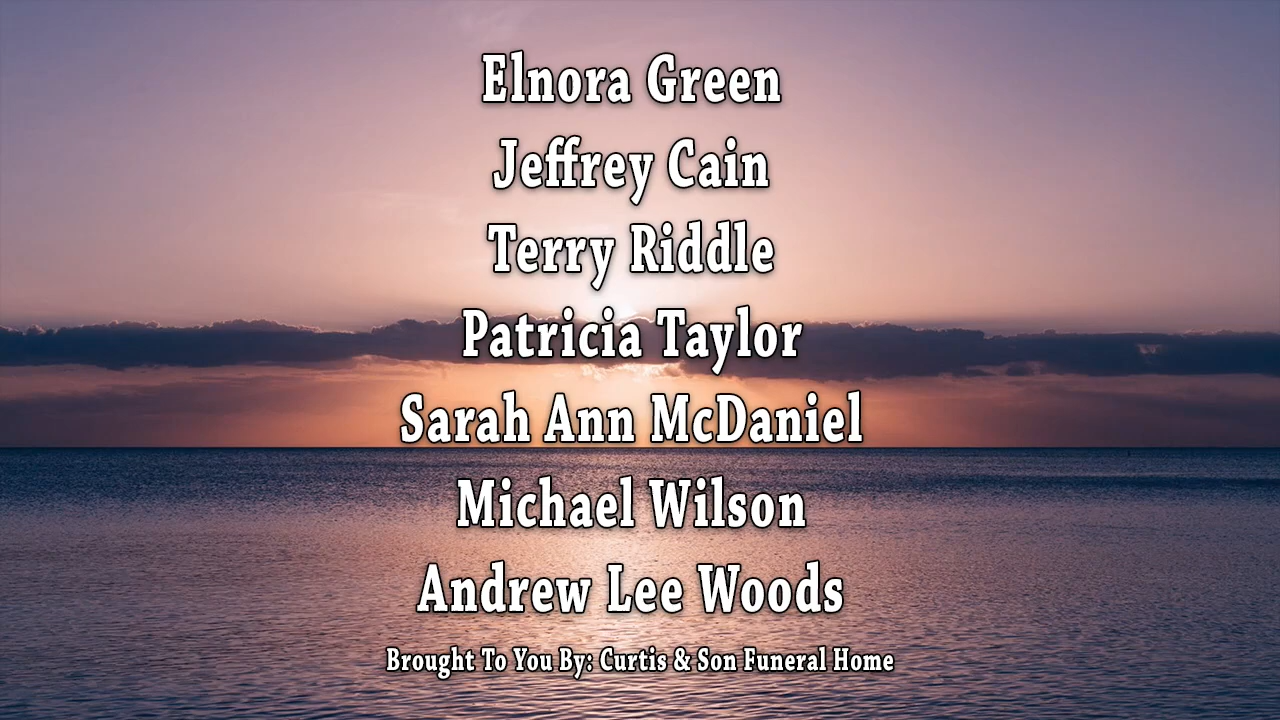 Elnora Green
Jeffrey Cain
Terry Riddle
Patricia Taylor
Sarah Ann McDaniel
Michael Wilson
Andrew Lee Woods
Brought To You By: Curtis & Son Funeral Home